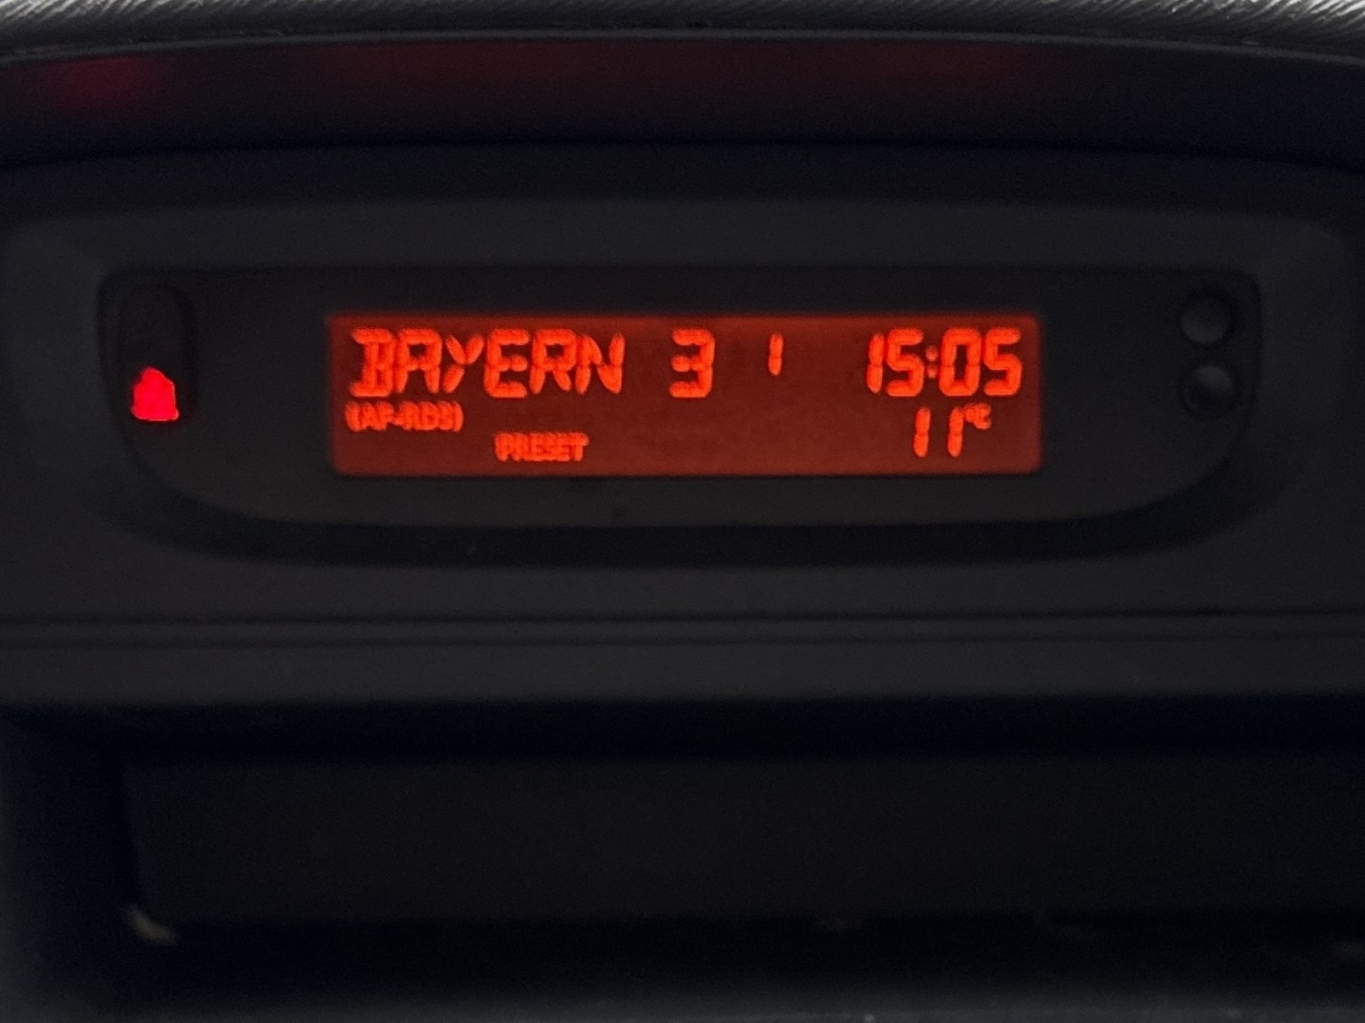 BAYERN 3 1 15:05
(AF-RDS) 11°C
PRESET